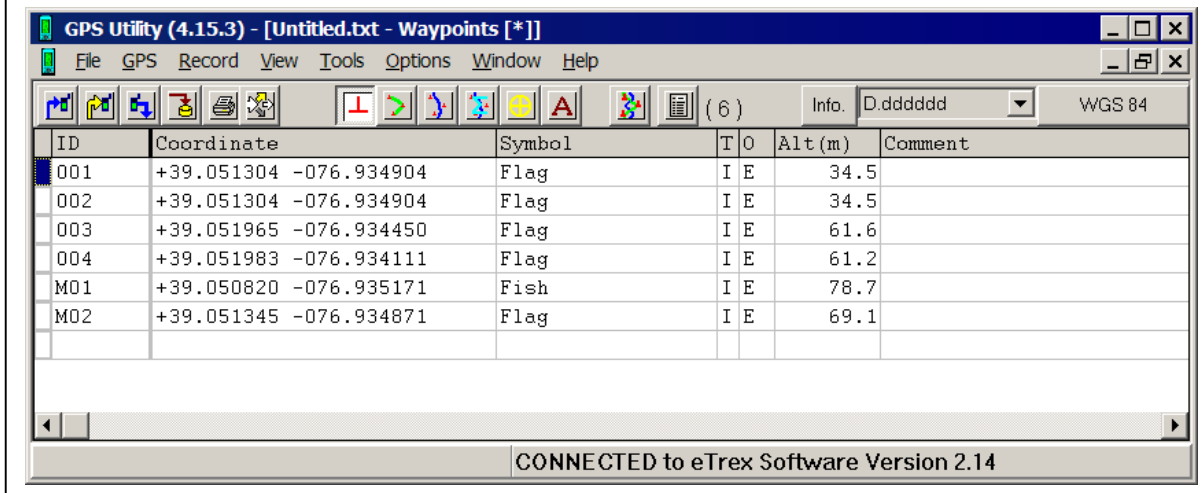 GPS Utility (4.15.3) - [Untitled.txt - Waypoints [*]]
File GPS Record View Tools Options Window Help
A ( 6 ) Info. D.dddddd WGS 84
ID Coordinate Symbol T O Alt(m) Comment
001 +39.051304 -076.934904 Flag I E 34.5
002 +39.051304 -076.934904 Flag I E 34.5
003 +39.051965 -076.934450 Flag I E 61.6
004 +39.051983 -076.934111 Flag I E 61.2
M01 +39.050820 -076.935171 Fish I E 78.7
M02 +39.051345 -076.934871 Flag I E 69.1
CONNECTED to eTrex Software Version 2.14